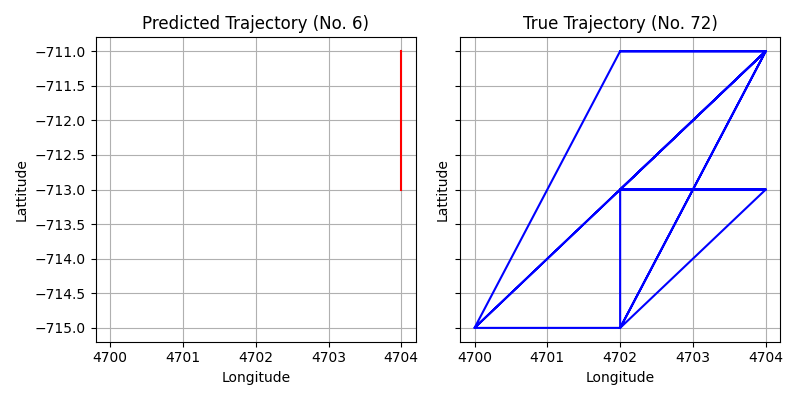 Predicted Trajectory (No. 6)
True Trajectory (No. 72)
−711.0
−711.5
−712.0
−712.5
−713.0
−713.5
−714.0
−714.5
−715.0
Lattitude
Lattitude
4700 4701 4702 4703 4704
4700 4701 4702 4703 4704
Longitude
Longitude